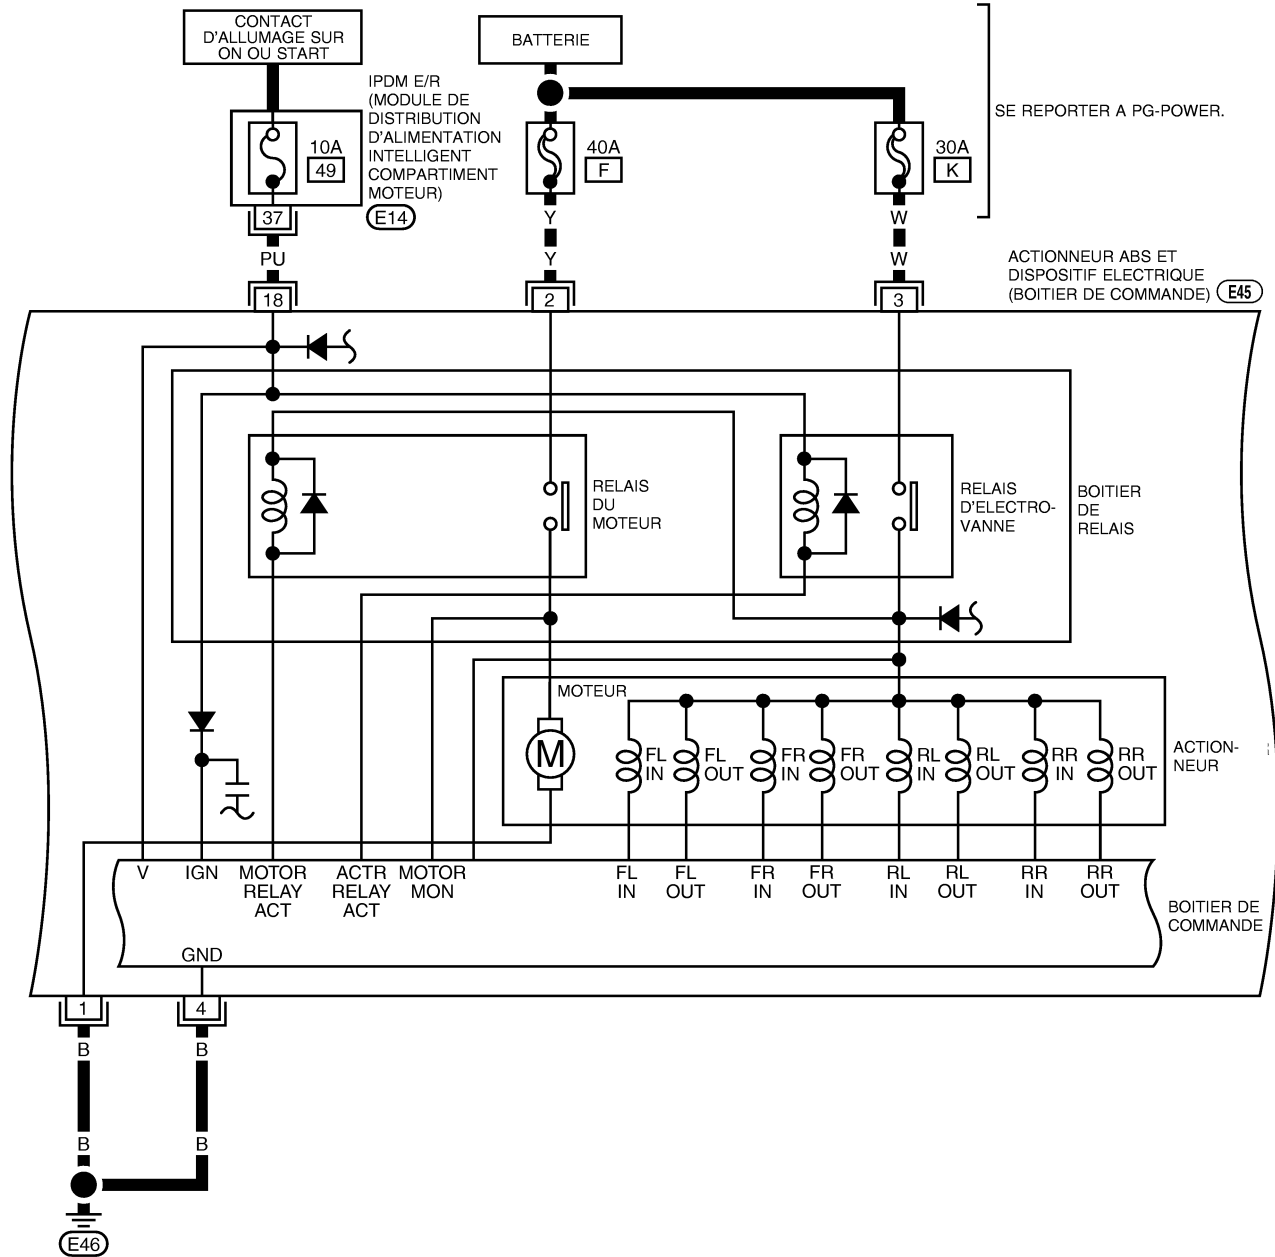 CONTACT
D'ALLUMAGE SUR
ON OU START
BATTERIE
IPDM E/R
(MODULE DE
DISTRIBUTION
D'ALIMENTATION
INTELLIGENT
COMPARTIMENT
MOTEUR)
E14
10A
49
37
PU
18
40A
F
Y
Y
2
30A
K
W
W
3
SE REPORTER A PG-POWER.
ACTIONNEUR ABS ET
DISPOSITIF ELECTRIQUE
(BOITIER DE COMMANDE)
E45
RELAIS
DU
MOTEUR
RELAIS
D'ELECTRO-
VANNE
BOITIER
DE
RELAIS
MOTEUR
M
FL
IN
FL
OUT
FR
IN
FR
OUT
RL
IN
RL
OUT
RR
IN
RR
OUT
ACTION-
NEUR
V
IGN
MOTOR
RELAY
ACT
ACTR
RELAY
ACT
MOTOR
MON
FL
IN
FL
OUT
FR
IN
FR
OUT
RL
IN
RL
OUT
RR
IN
RR
OUT
BOITIER DE
COMMANDE
GND
1
4
B
B
B
B
E46